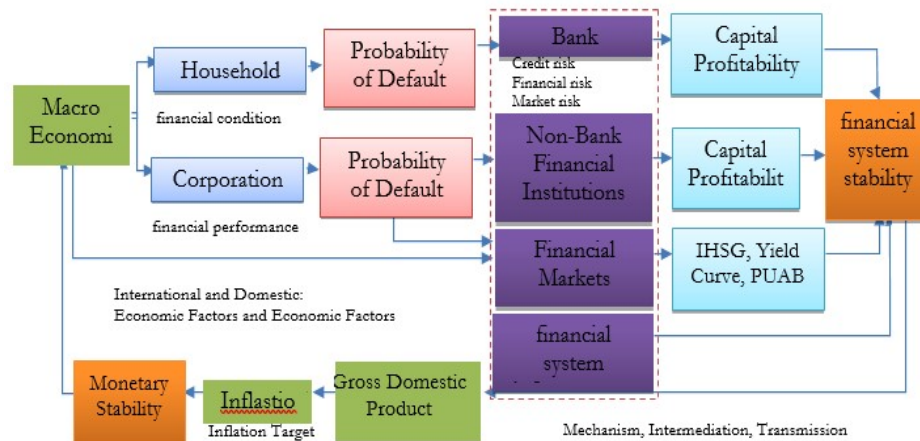 Macro
Economi
Household
financial condition
Corporation
financial performance
Probability
of Default
Probability
of Default
Bank
Credit risk
Financial risk
Market risk
Non-Bank
Financial
Institutions
Financial
Markets
financial
system
Capital
Profitability
Capital
Profitabilit
IHSG, Yield
Curve, PUAB
financial
system
stability
International and Domestic:
Economic Factors and Economic Factors
Monetary
Stability
Inflastio
Inflation Target
Gross Domestic
Product
Mechanism, Intermediation, Transmission